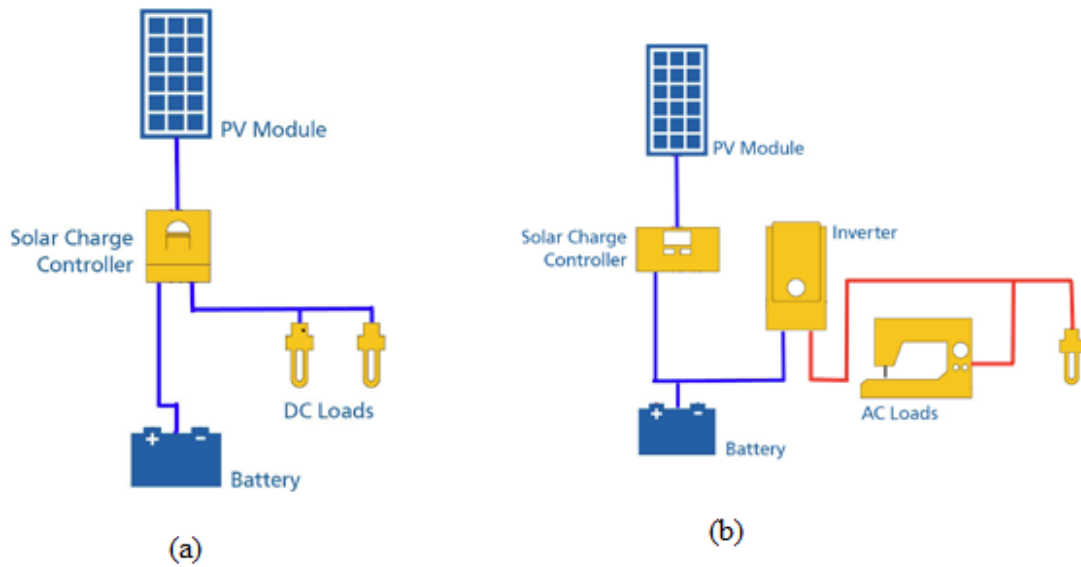 PV Module
Solar Charge
Controller
DC Loads
+ -
Battery
(a)
PV Module
Solar Charge
Controller
Inverter
AC Loads
+ -
Battery
(b)